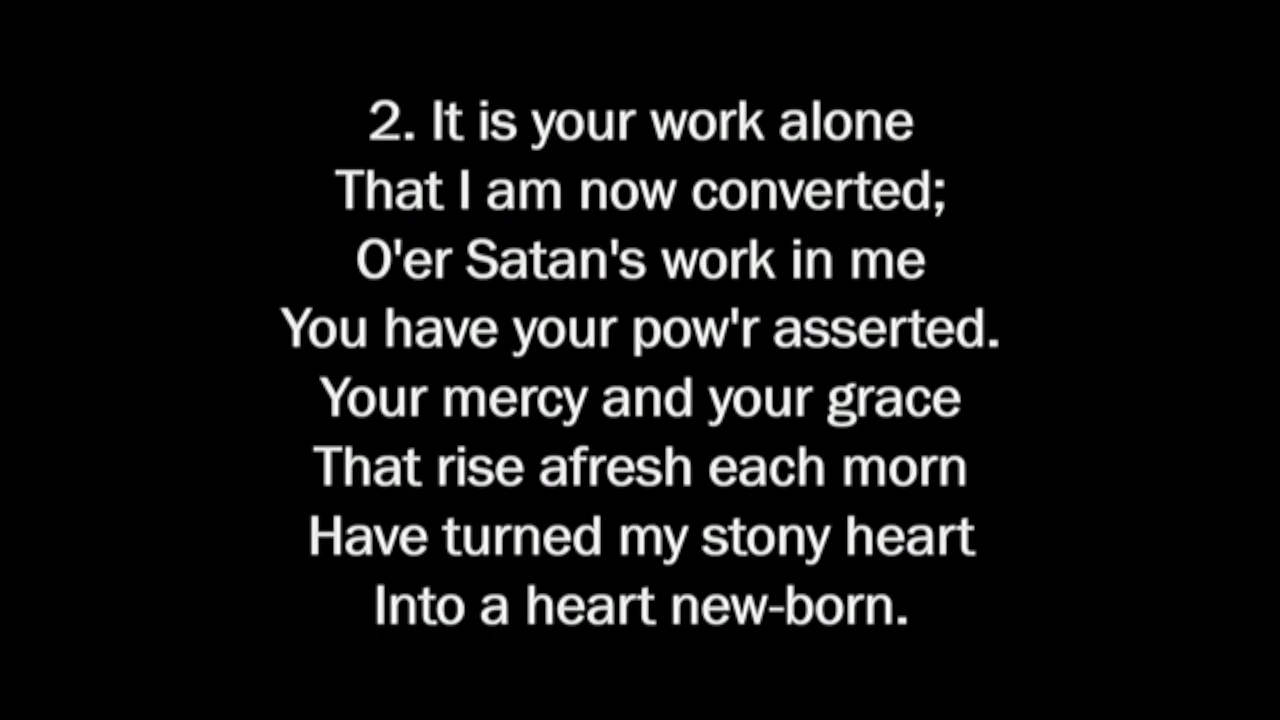 2. It is your work alone
That I am now converted;
O'er Satan's work in me
You have your pow'r asserted.
Your mercy and your grace
That rise afresh each morn
Have turned my stony heart
Into a heart new-born.